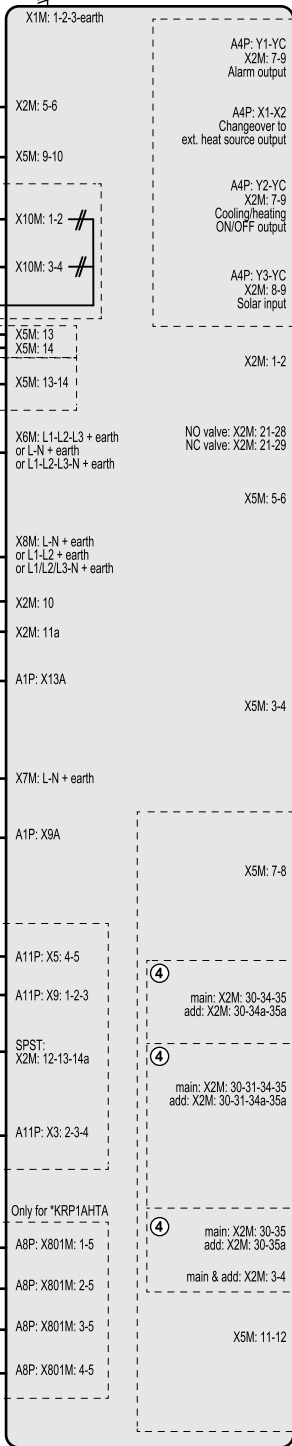 X1M: 1-2-3-earth
X2M: 5-6
X5M: 9-10
X10M: 1-2
X10M: 3-4
X5M: 13
X5M: 14
X5M: 13-14
X6M: L1-L2-L3 + earth
or L-N + earth
or L1-L2-L3-N + earth
X8M: L-N + earth
or L1-L2 + earth
or L1/L2/L3-N + earth
X2M: 10
X2M: 11a
A1P: X13A
X7M: L-N + earth
A1P: X9A
A11P: X5: 4-5
A11P: X9: 1-2-3
SPST:
X2M: 12-13-14a
A11P: X3: 2-3-4
Only for *KRP1AHTA
A8P: X801M: 1-5
A8P: X801M: 2-5
A8P: X801M: 3-5
A8P: X801M: 4-5
A4P: Y1-YC
X2M: 7-9
Alarm output
A4P: X1-X2
Changeover to
ext. heat source output
A4P: Y2-YC
X2M: 7-9
Cooling/heating
ON/OFF output
A4P: Y3-YC
X2M: 8-9
Solar input
X2M: 1-2
NO valve: X2M: 21-28
NC valve: X2M: 21-29
X5M: 5-6
X5M: 3-4
X5M: 7-8
4
main: X2M: 30-34-35
add: X2M: 30-34a-35a
4
main: X2M: 30-31-34-35
add: X2M: 30-31-34a-35a
4
main: X2M: 30-35
add: X2M: 30-35a
main & add: X2M: 3-4
X5M: 11-12